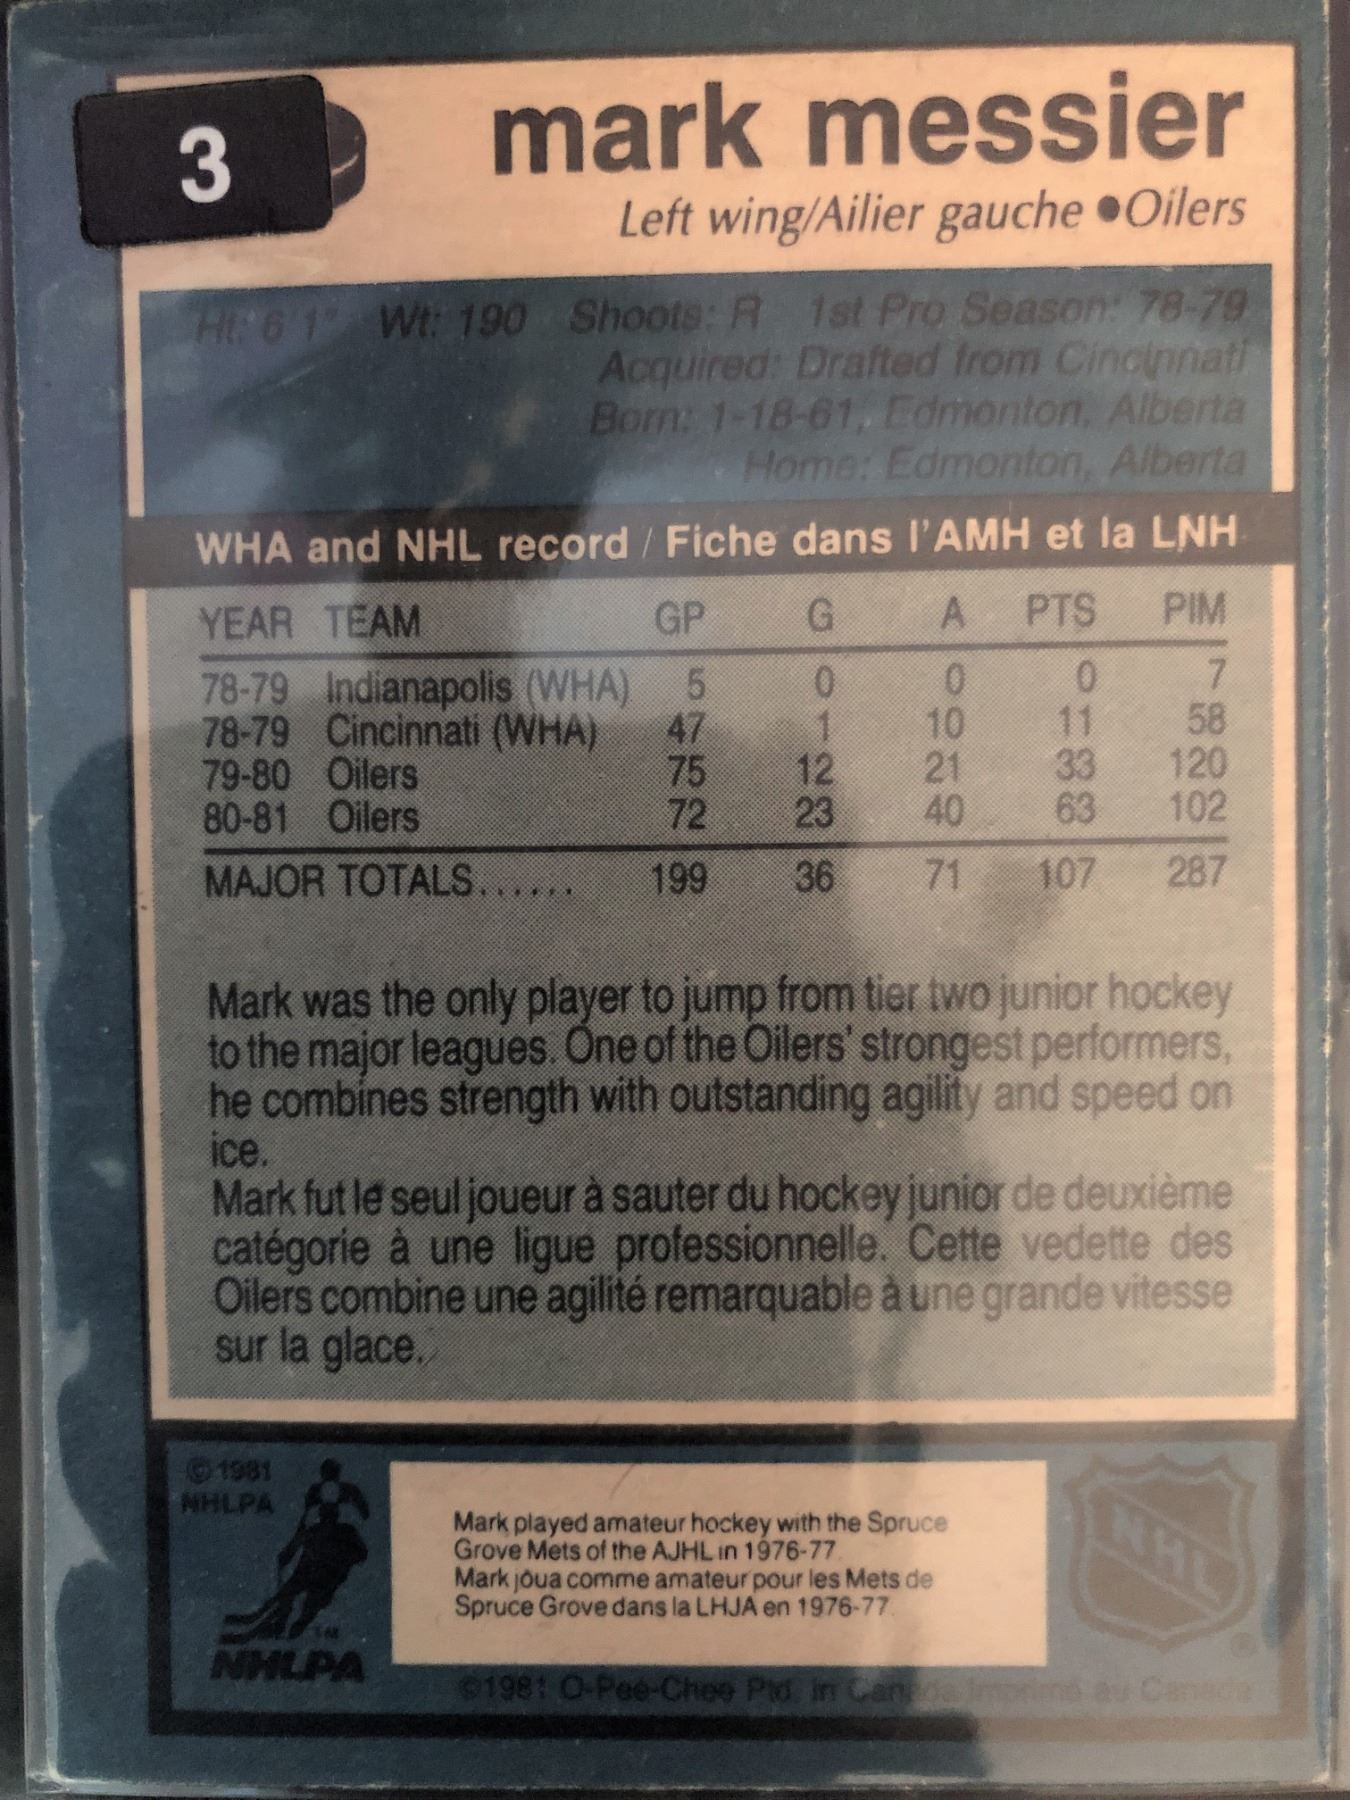 3
mark messier
Left wing/Ailier gauche ●Oilers
Ht: 6'1" Wt: 190 Shoots: R 1st Pro Season: 78-79
Acquired: Drafted from Cincinnati
Born: 1-18-61, Edmonton, Alberta
Home: Edmonton, Alberta
WHA and NHL record / Fiche dans l'AMH et la LNH
YEAR TEAM GP G A PTS PIM
78-79 Indianapolis (WHA) 5 0 0 0 7
78-79 Cincinnati (WHA) 47 1 10 11 58
79-80 Oilers 75 12 21 33 120
80-81 Oilers 72 23 40 63 102
MAJOR TOTALS...... 199 36 71 107 287
Mark was the only player to jump from tier two junior hockey
to the major leagues. One of the Oilers' strongest performers,
he combines strength with outstanding agility and speed on
ice.
Mark fut le seul joueur à sauter du hockey junior de deuxième
catégorie à une ligue professionnelle. Cette vedette des
Oilers combine une agilité remarquable à une grande vitesse
sur la glace.
© 1981
NHLPA
Mark played amateur hockey with the Spruce
Grove Mets of the AJHL in 1976-77.
Mark joua comme amateur pour les Mets de
Spruce Grove dans la LHJA en 1976-77.
NHL
®
TM
NHLPA
©1981 O-Pee-Chee Ptd. in Canada Imprimé au Canada